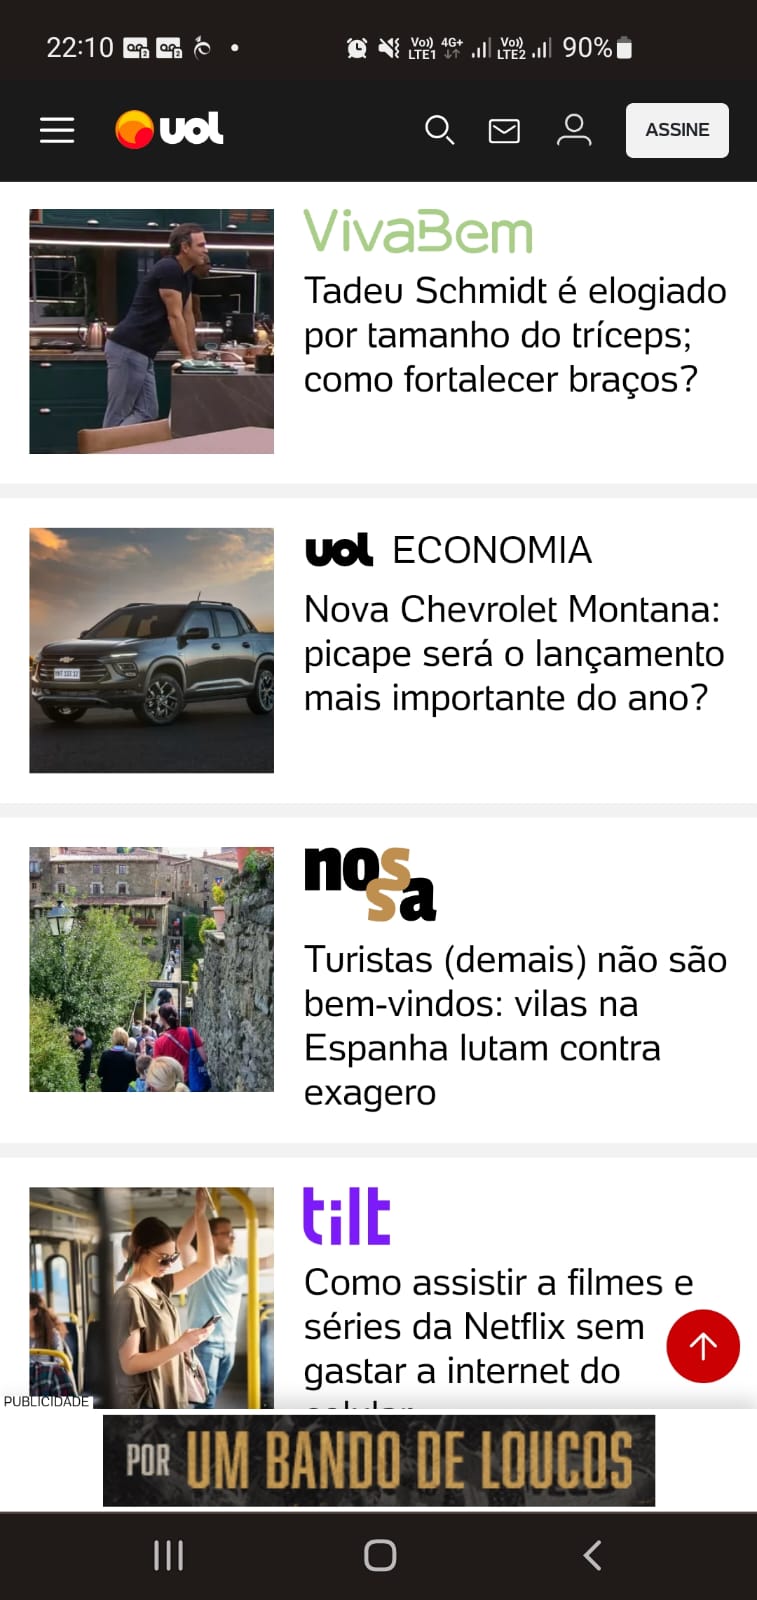 22:10
Vo)) 4G+ Vo)) 90%
LTE1 LTE2
uol ASSINE
VivaBem
Tadeu Schmidt é elogiado
por tamanho do tríceps;
como fortalecer braços?
uol ECONOMIA
Nova Chevrolet Montana:
picape será o lançamento
mais importante do ano?
nossa
Turistas (demais) não são
bem-vindos: vilas na
Espanha lutam contra
exagero
tilt
Como assistir a filmes e
séries da Netflix sem
gastar a internet do
PUBLICIDADE
POR UM BANDO DE LOUCOS